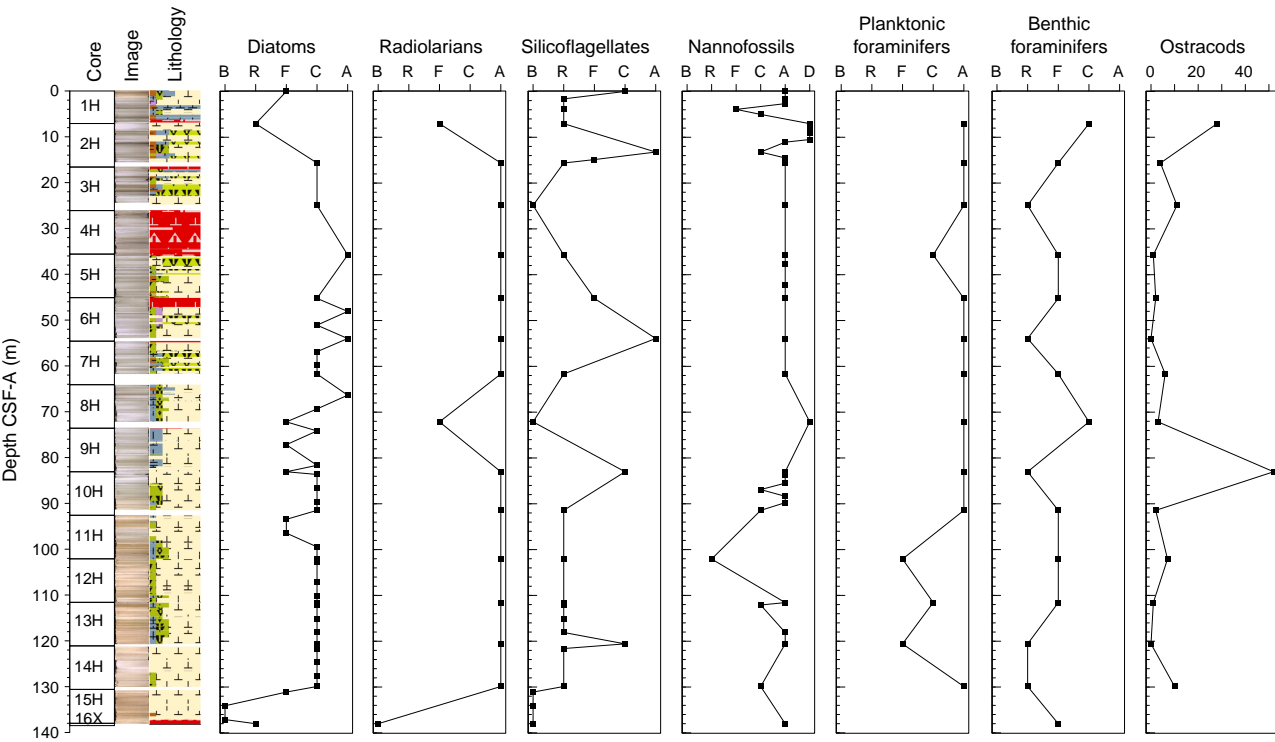 Core
Image
Lithology
Diatoms
Radiolarians
Silicoflagellates
Nannofossils
Planktonic
foraminifers
Benthic
foraminifers
Ostracods
B R F C A
B R F C A
B R F C A
B R F C A D
B R F C A
B R F C A
0 20 40
Depth CSF-A (m)
0
10
20
30
40
50
60
70
80
90
100
110
120
130
140
1H
2H
3H
4H
5H
6H
7H
8H
9H
10H
11H
12H
13H
14H
15H
16X